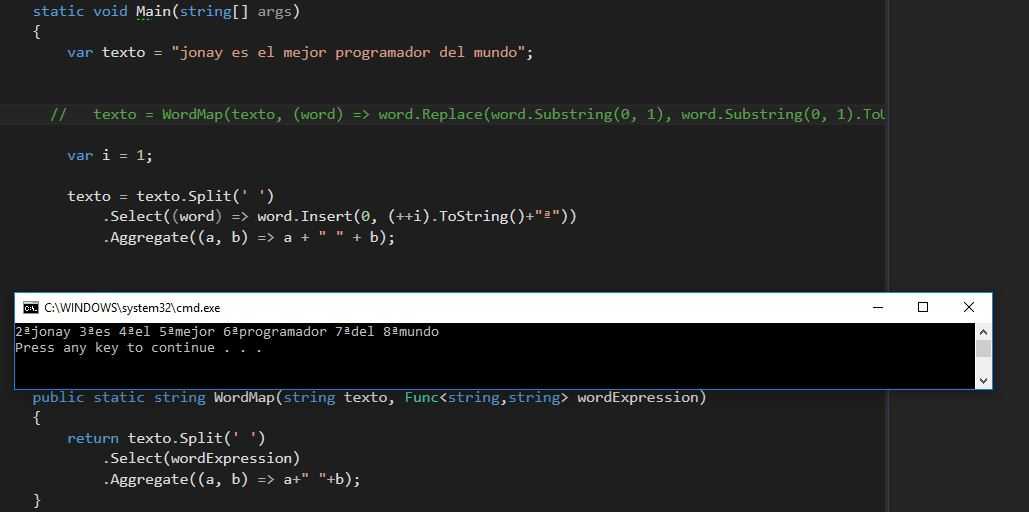 static void Main(string[] args)
{
var texto = "jonay es el mejor programador del mundo";
//   texto = WordMap(texto, (word) => word.Replace(word.Substring(0, 1), word.Substring(0, 1).ToU
var i = 1;
texto = texto.Split(' ')
.Select((word) => word.Insert(0, (++i).ToString()+"ª"))
.Aggregate((a, b) => a + " " + b);
C:\WINDOWS\system32\cmd.exe
2ªjonay 3ªes 4ªel 5ªmejor 6ªprogramador 7ªdel 8ªmundo
Press any key to continue . . .
public static string WordMap(string texto, Func<string,string> wordExpression)
{
return texto.Split(' ')
.Select(wordExpression)
.Aggregate((a, b) => a+" "+b);
}